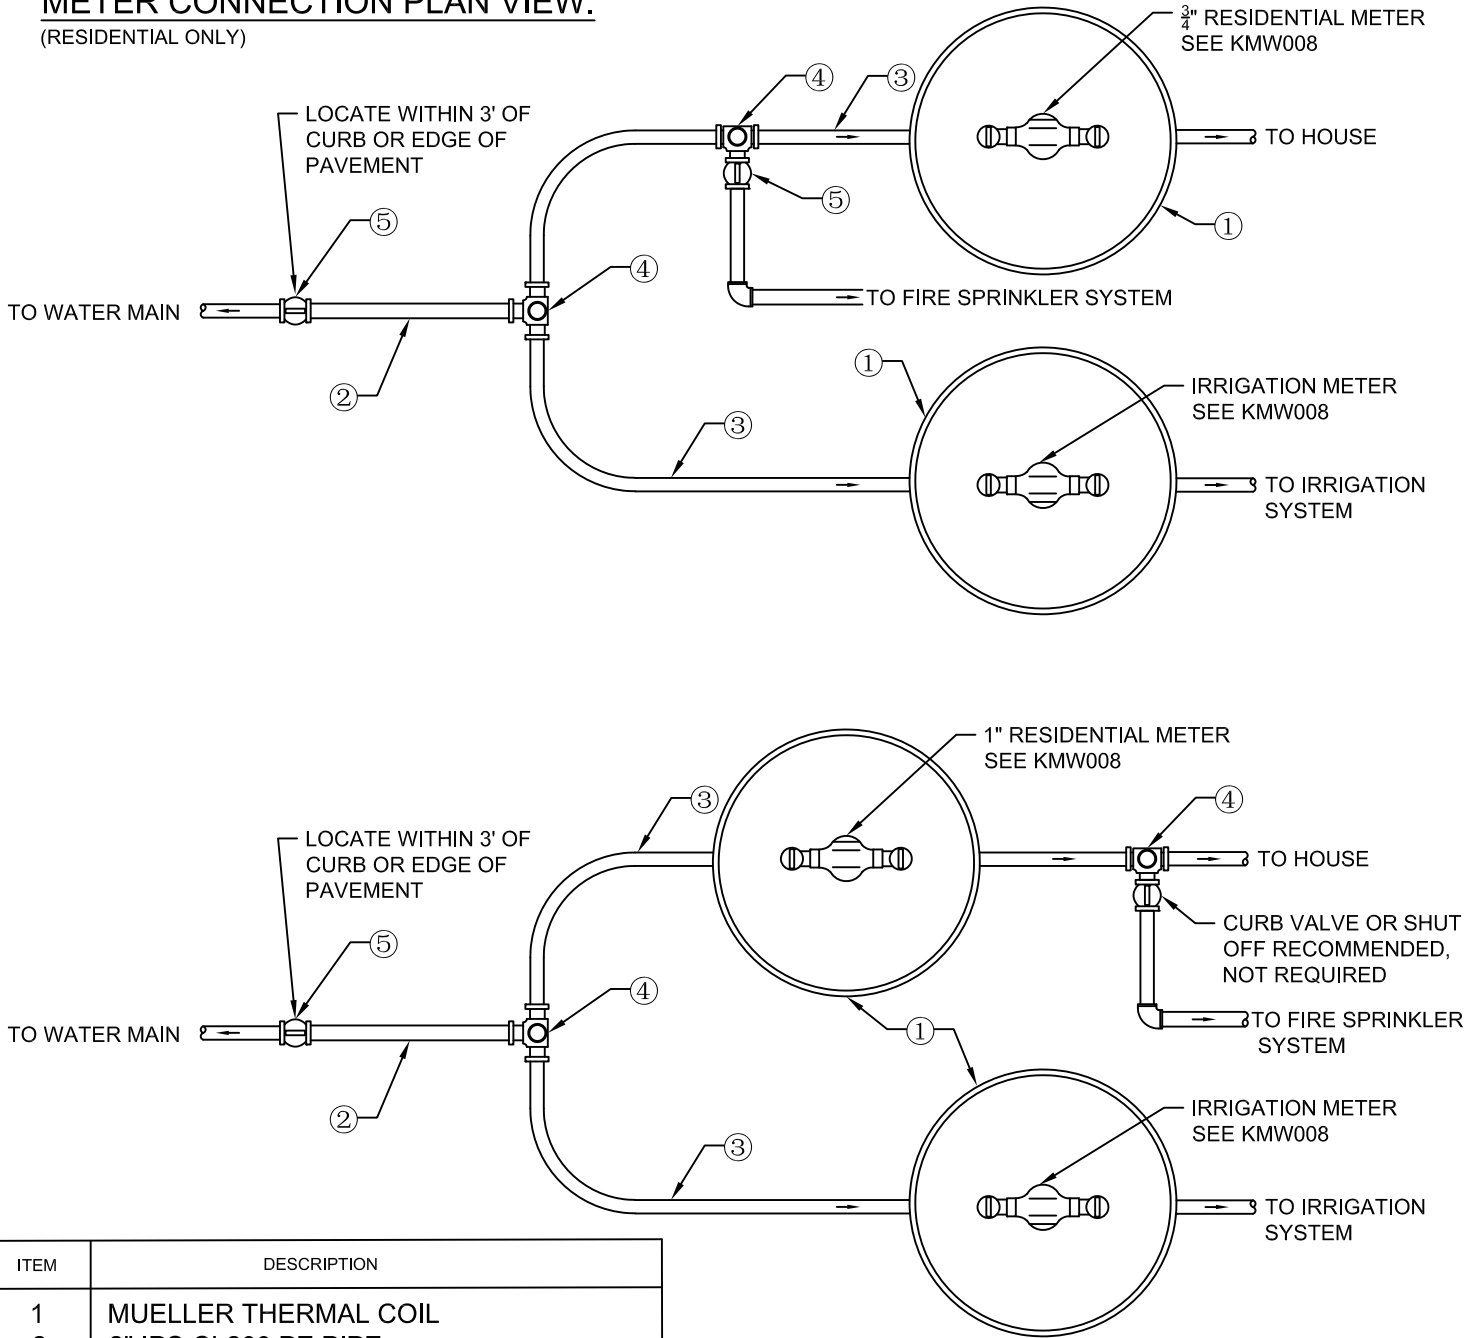 METER CONNECTION PLAN VIEW:
(RESIDENTIAL ONLY)
3/4" RESIDENTIAL METER
SEE KMW008
④
③
LOCATE WITHIN 3' OF
CURB OR EDGE OF
PAVEMENT
TO HOUSE
⑤
⑤
①
④
TO WATER MAIN
TO FIRE SPRINKLER SYSTEM
①
②
IRRIGATION METER
SEE KMW008
③
TO IRRIGATION
SYSTEM
1" RESIDENTIAL METER
SEE KMW008
③
④
LOCATE WITHIN 3' OF
CURB OR EDGE OF
PAVEMENT
TO HOUSE
⑤
CURB VALVE OR SHUT
OFF RECOMMENDED,
NOT REQUIRED
④
TO WATER MAIN
①
TO FIRE SPRINKLER
SYSTEM
②
IRRIGATION METER
SEE KMW008
③
TO IRRIGATION
SYSTEM
ITEM DESCRIPTION
1 MUELLER THERMAL COIL